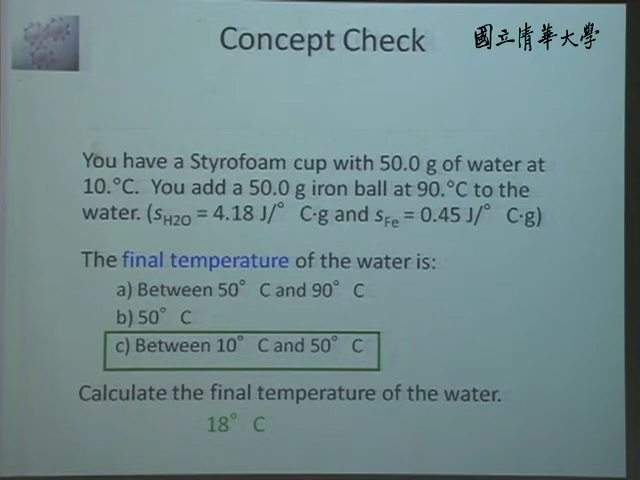 Concept Check
國立清華大學
You have a Styrofoam cup with 50.0 g of water at
10.°C. You add a 50.0 g iron ball at 90.°C to the
water. (sH2O = 4.18 J/° C·g and sFe = 0.45 J/° C·g)
The final temperature of the water is:
a) Between 50° C and 90° C
b) 50° C
c) Between 10° C and 50° C
Calculate the final temperature of the water.
18° C